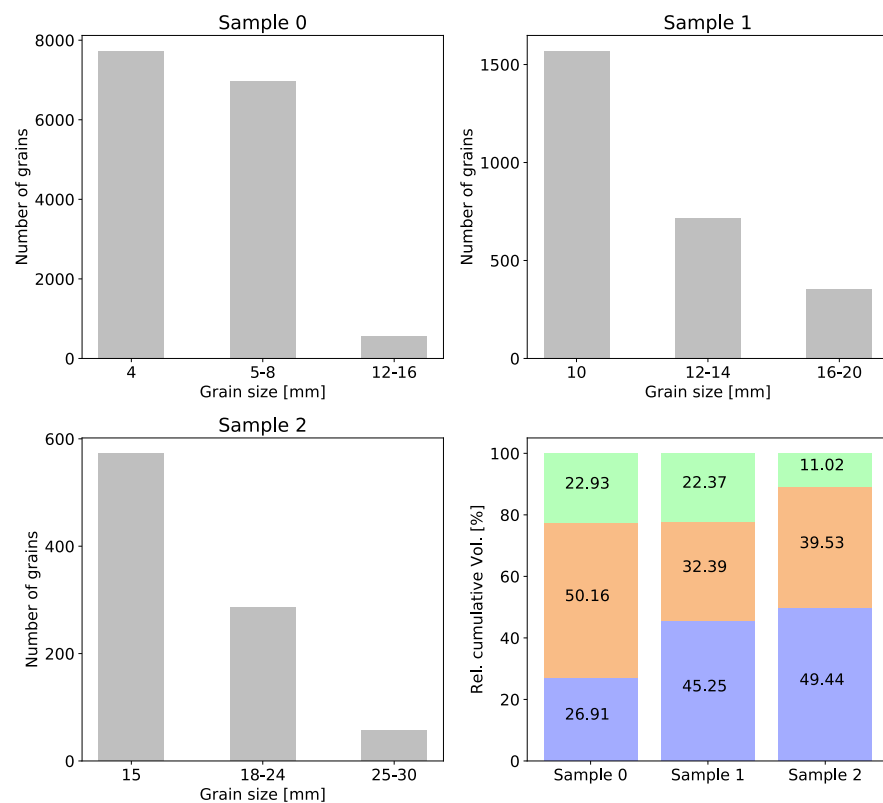 Sample 0
8000
6000
4000
2000
0
Number of grains
4
5-8
12-16
Grain size [mm]
Sample 1
1500
1000
500
0
Number of grains
10
12-14
16-20
Grain size [mm]
Sample 2
600
400
200
0
Number of grains
15
18-24
25-30
Grain size [mm]
100
80
60
40
20
0
Rel. cumulative Vol. [%]
22.93
22.37
11.02
50.16
32.39
39.53
26.91
45.25
49.44
Sample 0
Sample 1
Sample 2